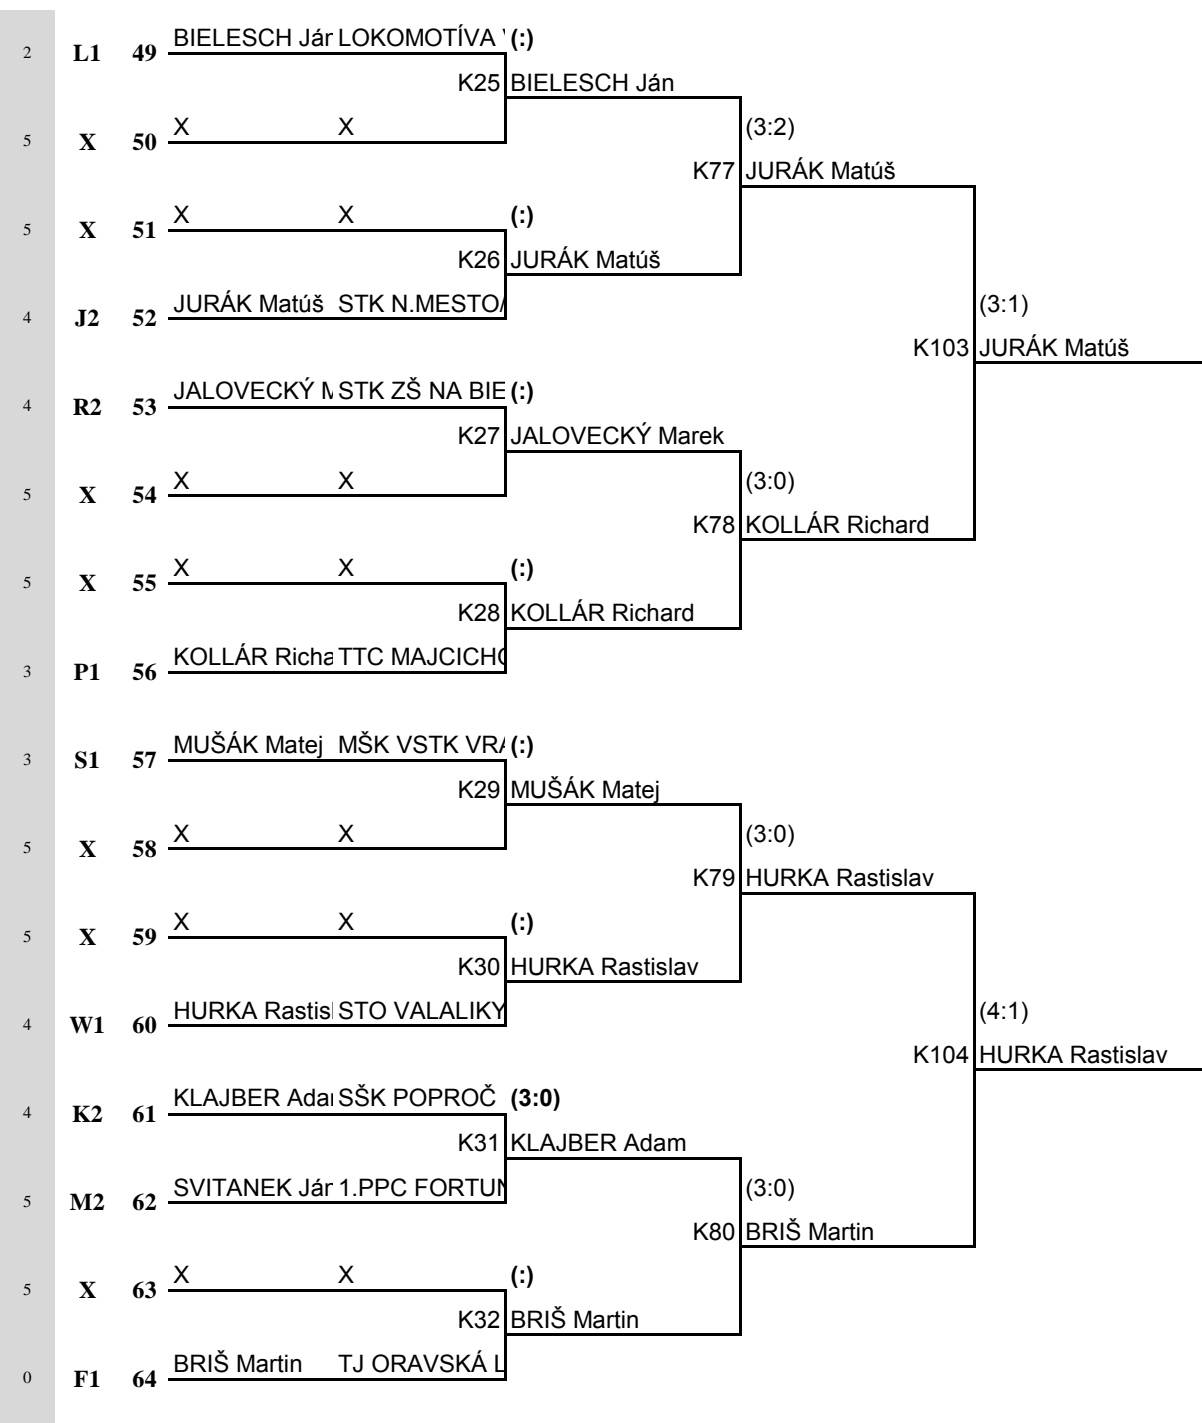 2 L1 49 BIELESCH Ján LOKOMOTÍVA (:)
K25 BIELESCH Ján
5 X 50 X X (3:2)
K77 JURÁK Matúš
5 X 51 X X (:)
K26 JURÁK Matúš
4 J2 52 JURÁK Matúš STK N.MESTO/ (3:1)
K103 JURÁK Matúš
4 R2 53 JALOVECKÝ M STK ZŠ NA BIE (:)
K27 JALOVECKÝ Marek
5 X 54 X X (3:0)
K78 KOLLÁR Richard
5 X 55 X X (:)
K28 KOLLÁR Richard
3 P1 56 KOLLÁR Richa TTC MAJCICHO
3 S1 57 MUŠÁK Matej MŠK VSTK VRA (:)
K29 MUŠÁK Matej
5 X 58 X X (3:0)
K79 HURKA Rastislav
5 X 59 X X (:)
K30 HURKA Rastislav
4 W1 60 HURKA Rastisl STO VALALIKY (4:1)
K104 HURKA Rastislav
4 K2 61 KLAJBER Adam SŠK POPROČ (3:0)
K31 KLAJBER Adam
5 M2 62 SVITANEK Ján 1.PPC FORTUN (3:0)
K80 BRIŠ Martin
5 X 63 X X (:)
K32 BRIŠ Martin
0 F1 64 BRIŠ Martin TJ ORAVSKÁ L